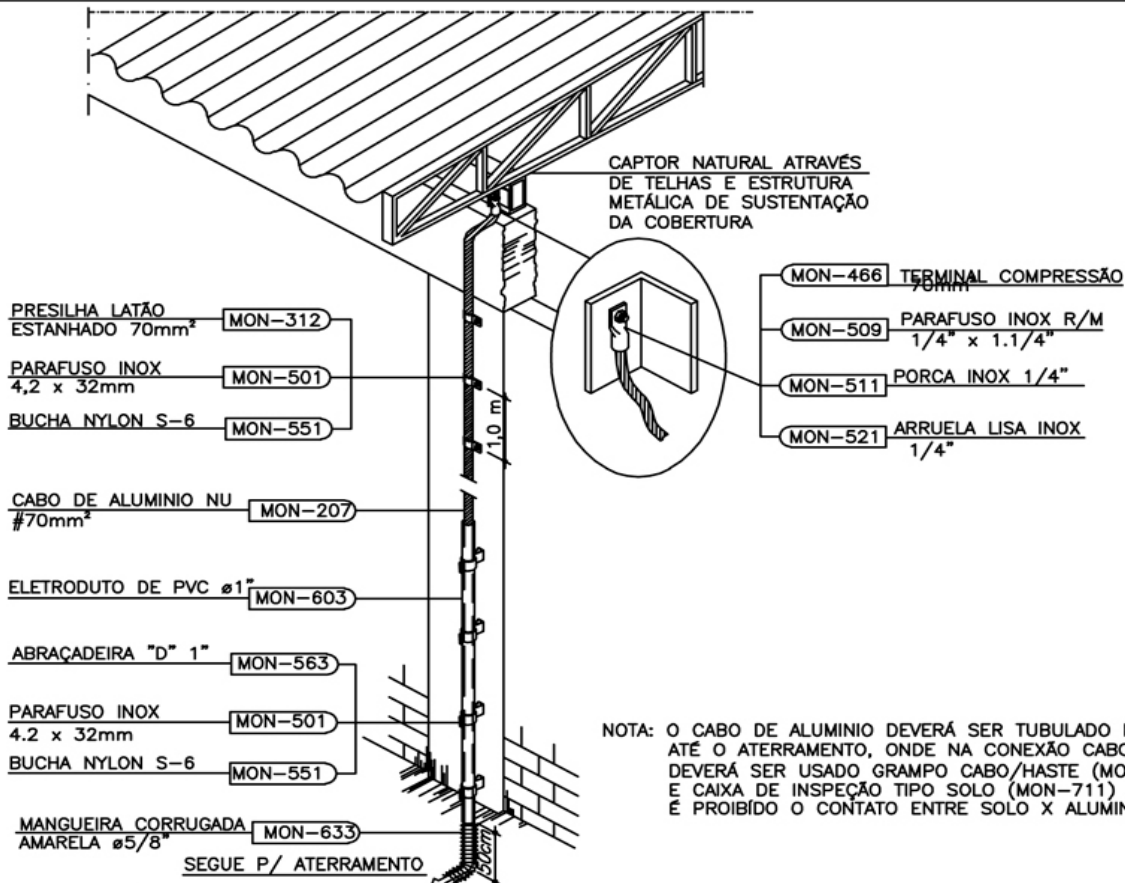 CAPTOR NATURAL ATRAVÉS
DE TELHAS E ESTRUTURA
METÁLICA DE SUSTENTAÇÃO
DA COBERTURA
PRESILHA LATÃO
ESTANHADO 70mm²
MON-312
PARAFUSO INOX
4,2 x 32mm
MON-501
BUCHA NYLON S-6
MON-551
1,0 m
MON-466
TERMINAL COMPRESSÃO
70mm²
MON-509
PARAFUSO INOX R/M
1/4" x 1.1/4"
MON-511
PORCA INOX 1/4"
MON-521
ARRUELA LISA INOX
1/4"
CABO DE ALUMINIO NU
#70mm²
MON-207
ELETRODUTO DE PVC ø1"
MON-603
ABRAÇADEIRA "D" 1"
MON-563
PARAFUSO INOX
4.2 x 32mm
MON-501
BUCHA NYLON S-6
MON-551
MANGUEIRA CORRUGADA
AMARELA ø5/8"
MON-633
50cm
SEGUE P/ ATERRAMENTO
NOTA: O CABO DE ALUMINIO DEVERÁ SER TUBULADO
ATÉ O ATERRAMENTO, ONDE NA CONEXÃO CABO
DEVERÁ SER USADO GRAMPO CABO/HASTE (MO
E CAIXA DE INSPEÇÃO TIPO SOLO (MON-711)
É PROIBÍDO O CONTATO ENTRE SOLO X ALUMIN